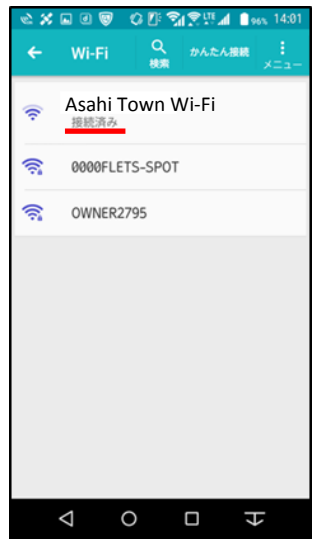 96% 14:01
Wi-Fi
検索
かんたん接続
メニュー
Asahi Town Wi-Fi
接続済み
0000FLETS-SPOT
OWNER2795